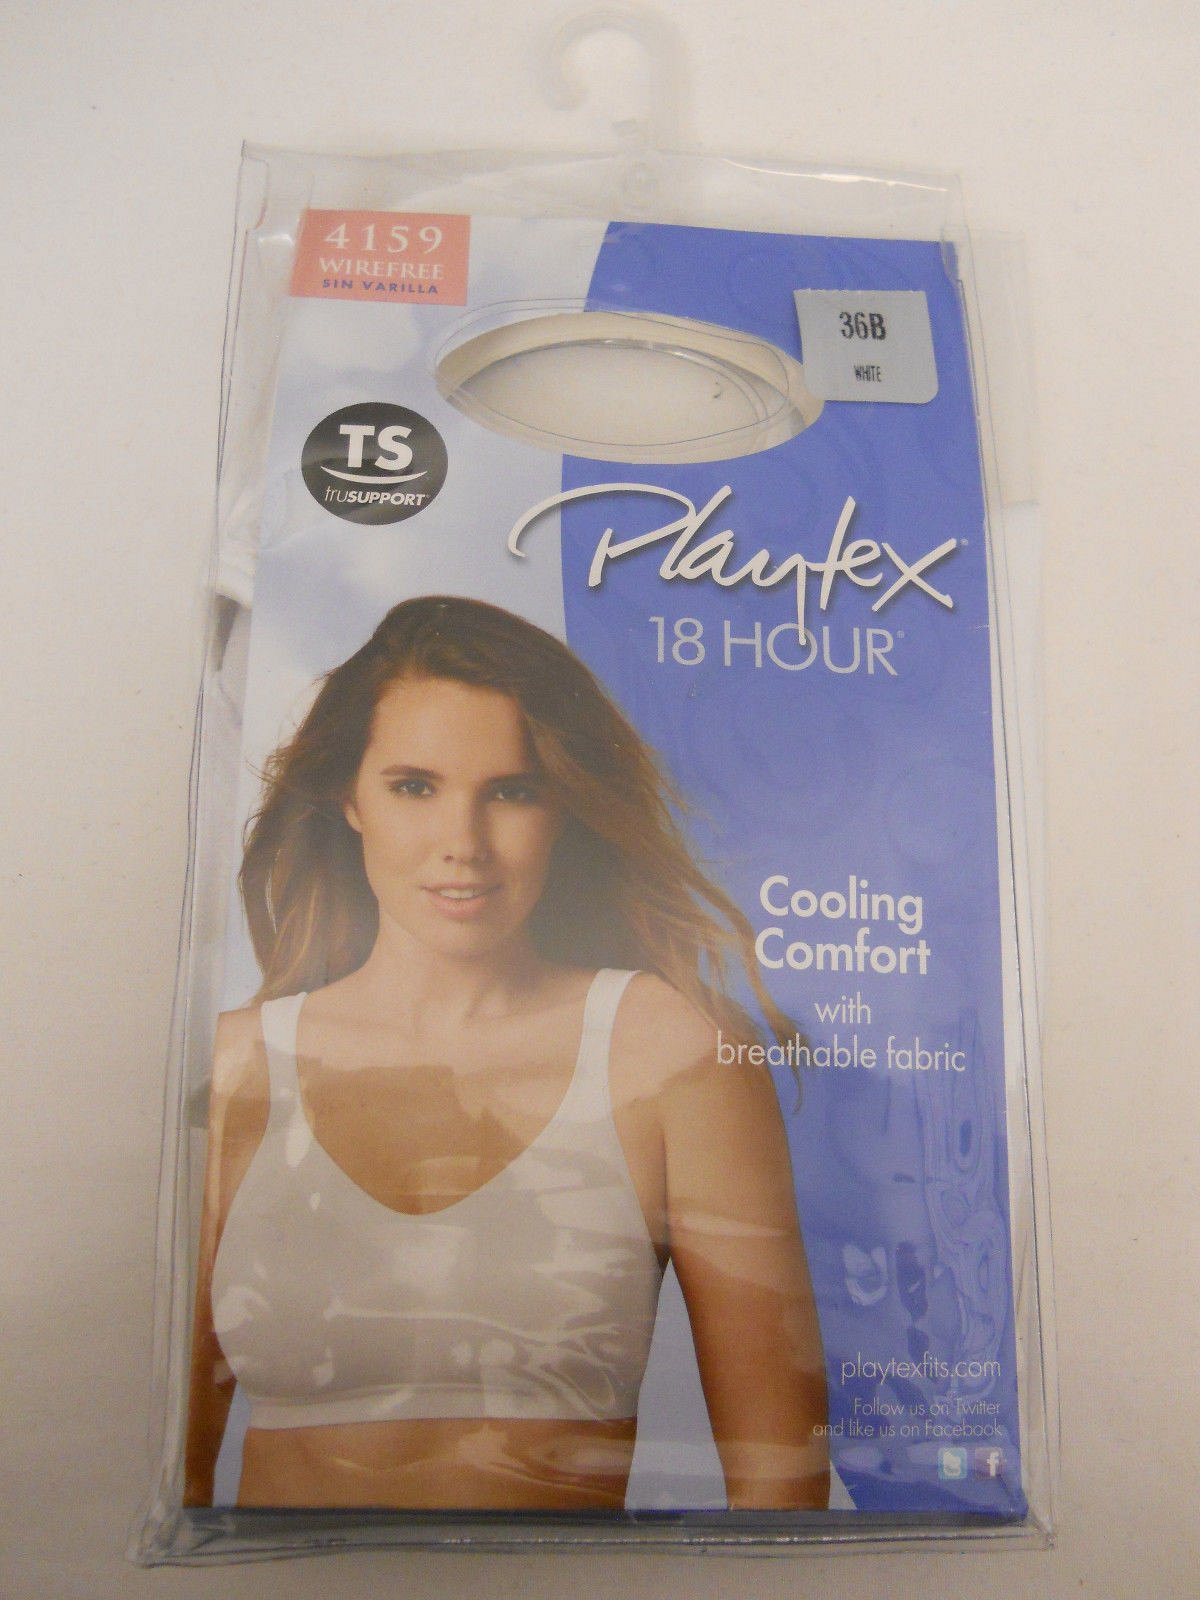 4159
WIREFREE
SIN VARILLA
36B
WHITE
TS
truSUPPORT
Playtex®
18 HOUR®
Cooling
Comfort
with
breathable fabric
playtexfits.com
Follow us on Twitter
and like us on Facebook
f